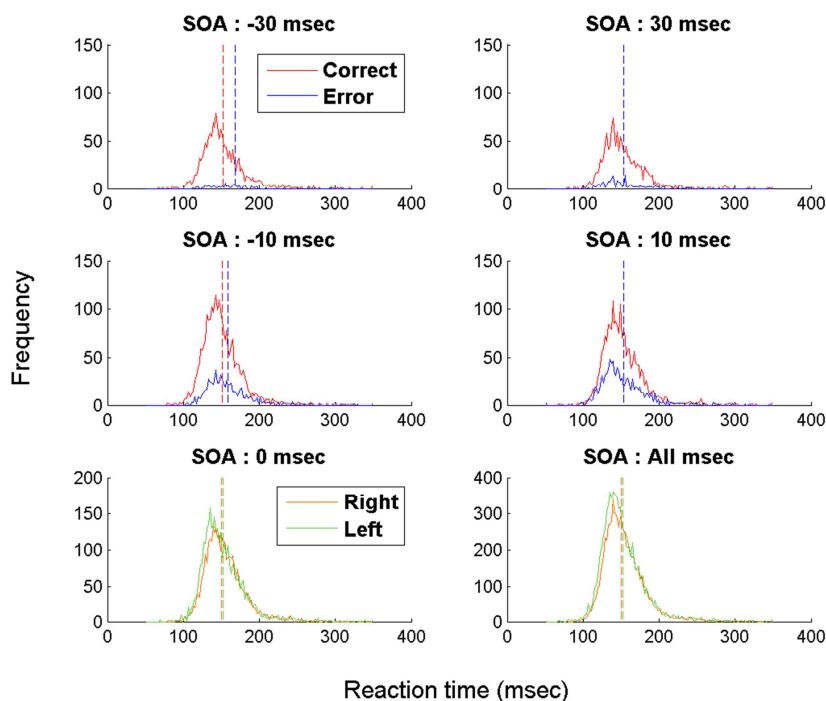 SOA : -30 msec
SOA : 30 msec
150
100
50
0
Correct
Error
0 100 200 300 400
150
100
50
0
0 100 200 300 400
SOA : -10 msec
SOA : 10 msec
150
100
50
0
0 100 200 300 400
150
100
50
0
0 100 200 300 400
Frequency
SOA : 0 msec
SOA : All msec
200
150
100
50
0
Right
Left
0 100 200 300 400
400
300
200
100
0
0 100 200 300 400
Reaction time (msec)